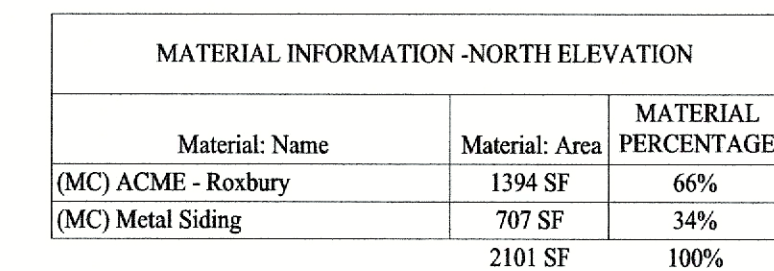 MATERIAL INFORMATION -NORTH ELEVATION
Material: Name Material: Area MATERIAL PERCENTAGE
(MC) ACME - Roxbury 1394 SF 66%
(MC) Metal Siding 707 SF 34%
2101 SF 100%